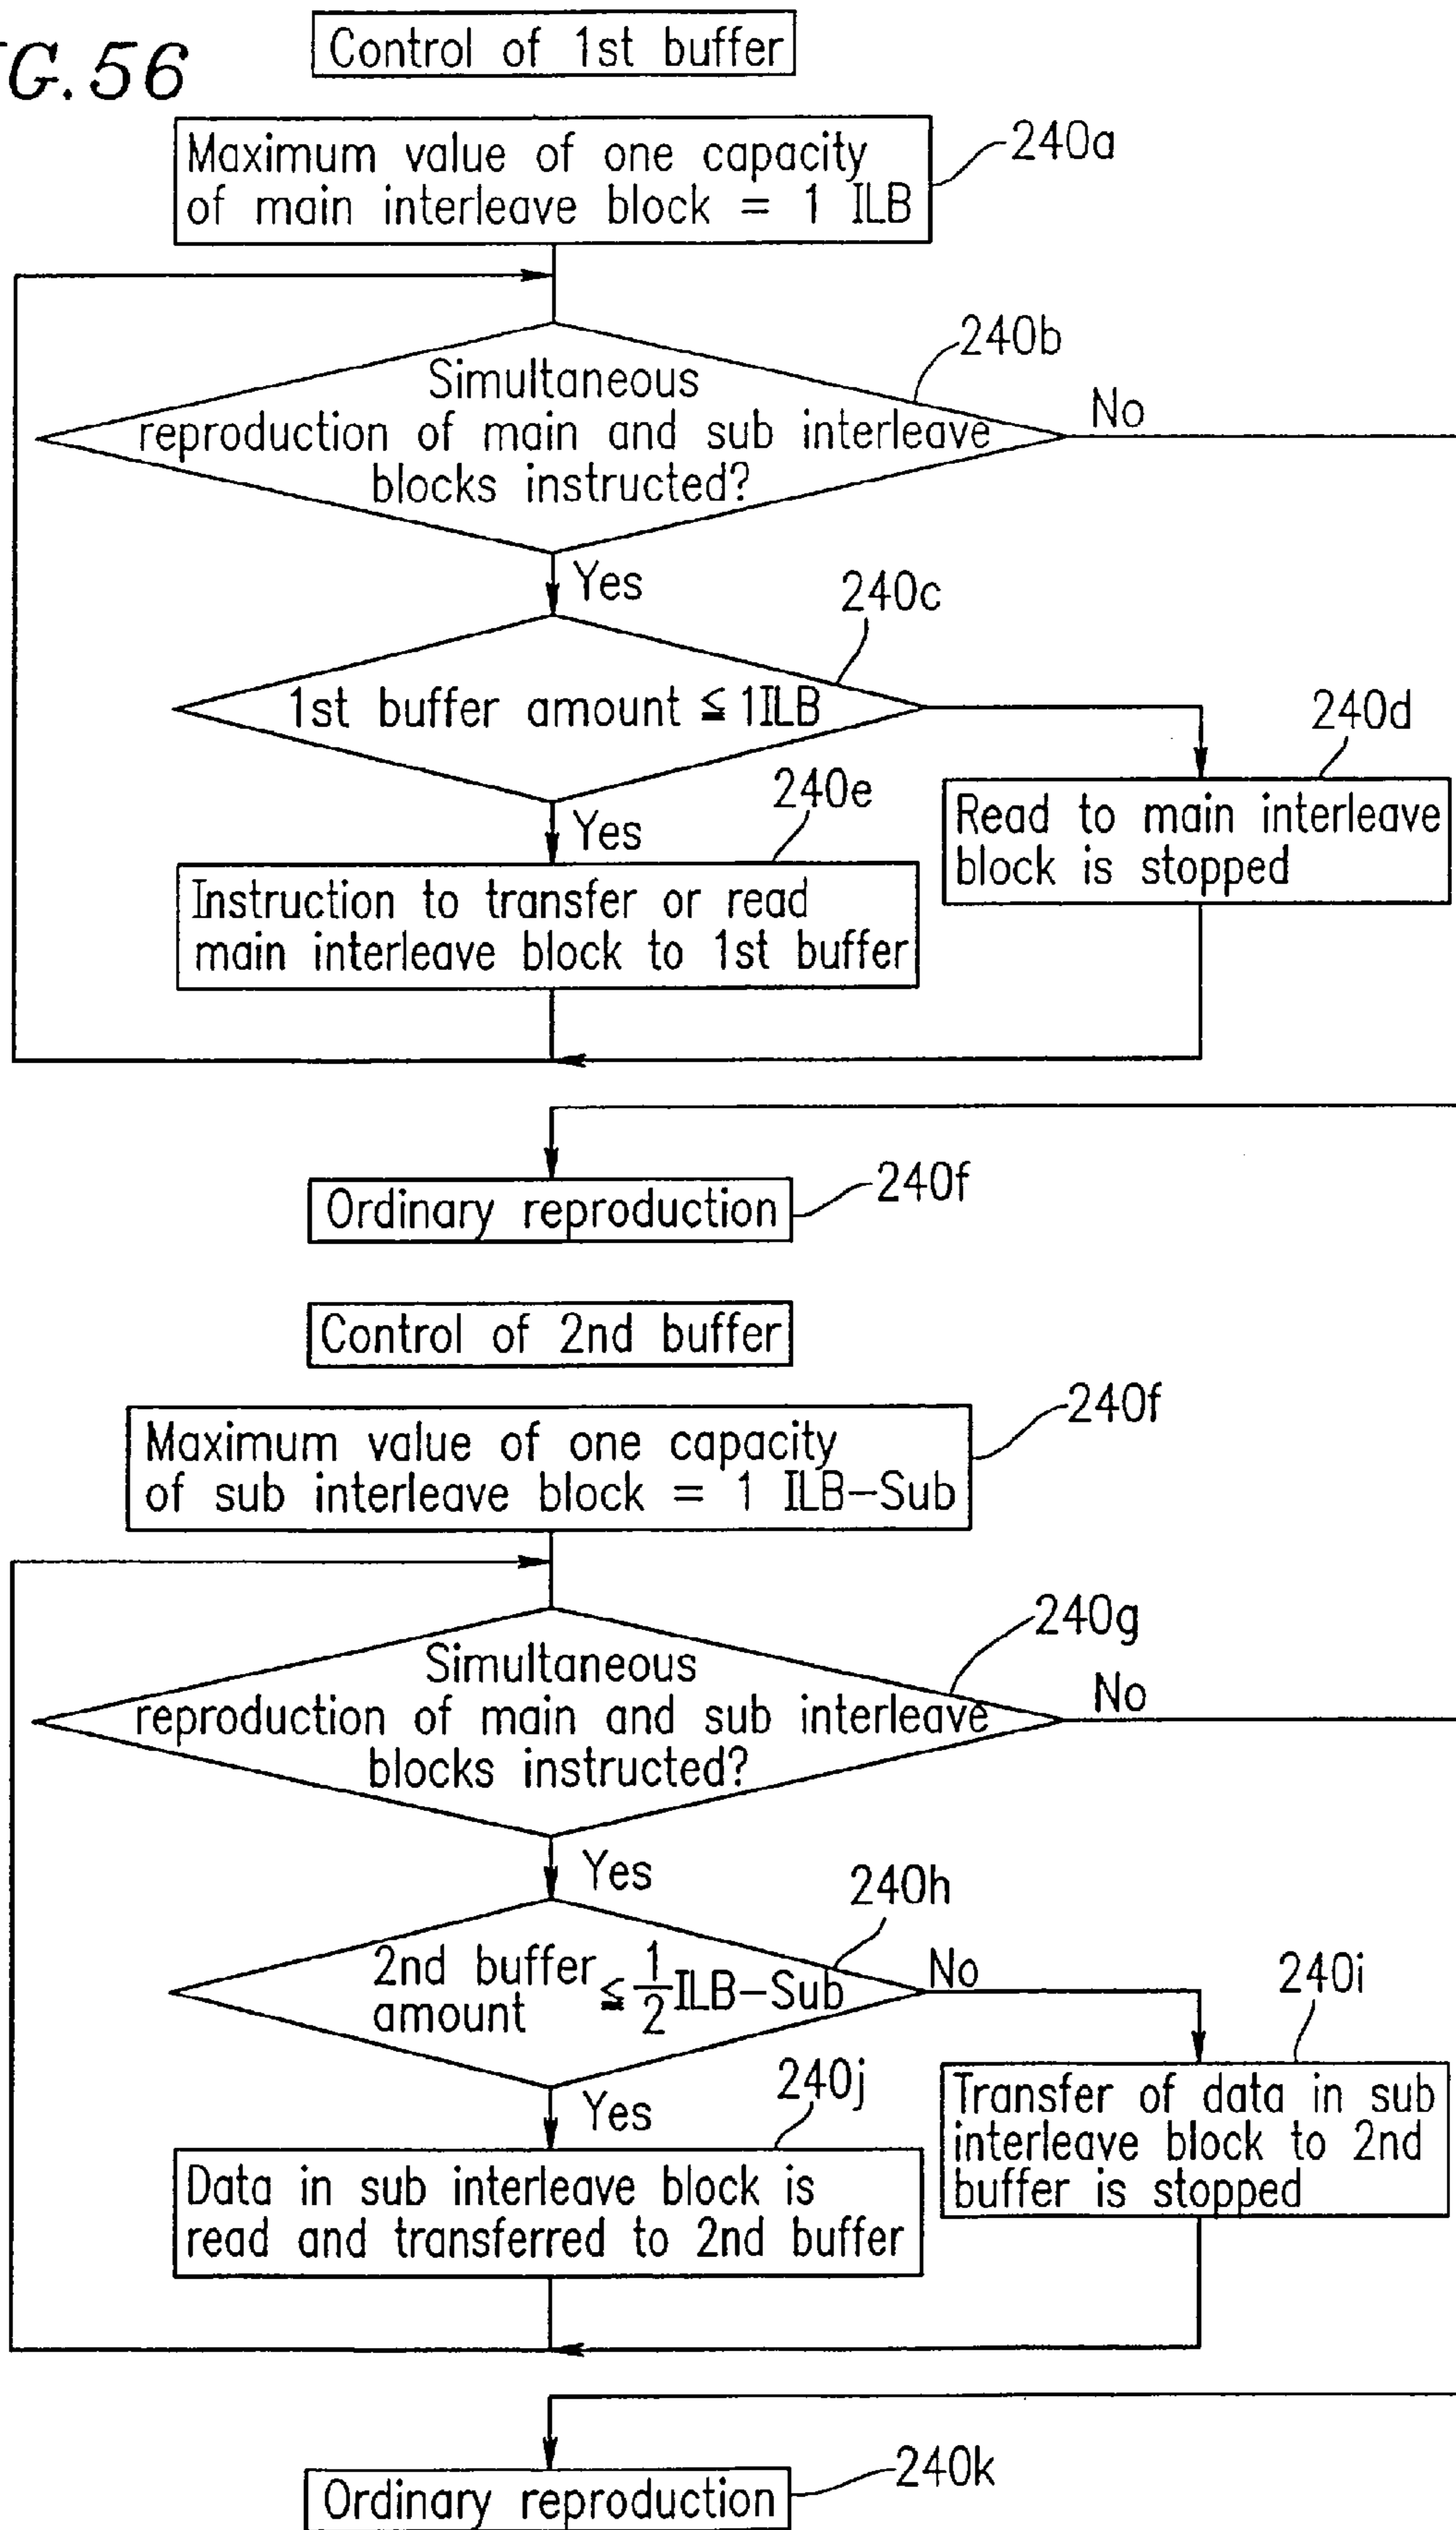 G.56
Control of 1st buffer
Maximum value of one capacity
of main interleave block = 1 ILB
240a
240b
Simultaneous
reproduction of main and sub interleave
blocks instructed?
No
Yes
240c
1st buffer amount ≦ 1ILB
240d
Read to main interleave
block is stopped
Yes
240e
Instruction to transfer or read
main interleave block to 1st buffer
Ordinary reproduction
240f
Control of 2nd buffer
240f
Maximum value of one capacity
of sub interleave block = 1 ILB-Sub
240g
Simultaneous
reproduction of main and sub interleave
blocks instructed?
No
Yes
240h
2nd buffer
amount ≦ 1/2 ILB-Sub
No
240i
Transfer of data in sub
interleave block to 2nd
buffer is stopped
Yes
240j
Data in sub interleave block is
read and transferred to 2nd buffer
Ordinary reproduction
240k